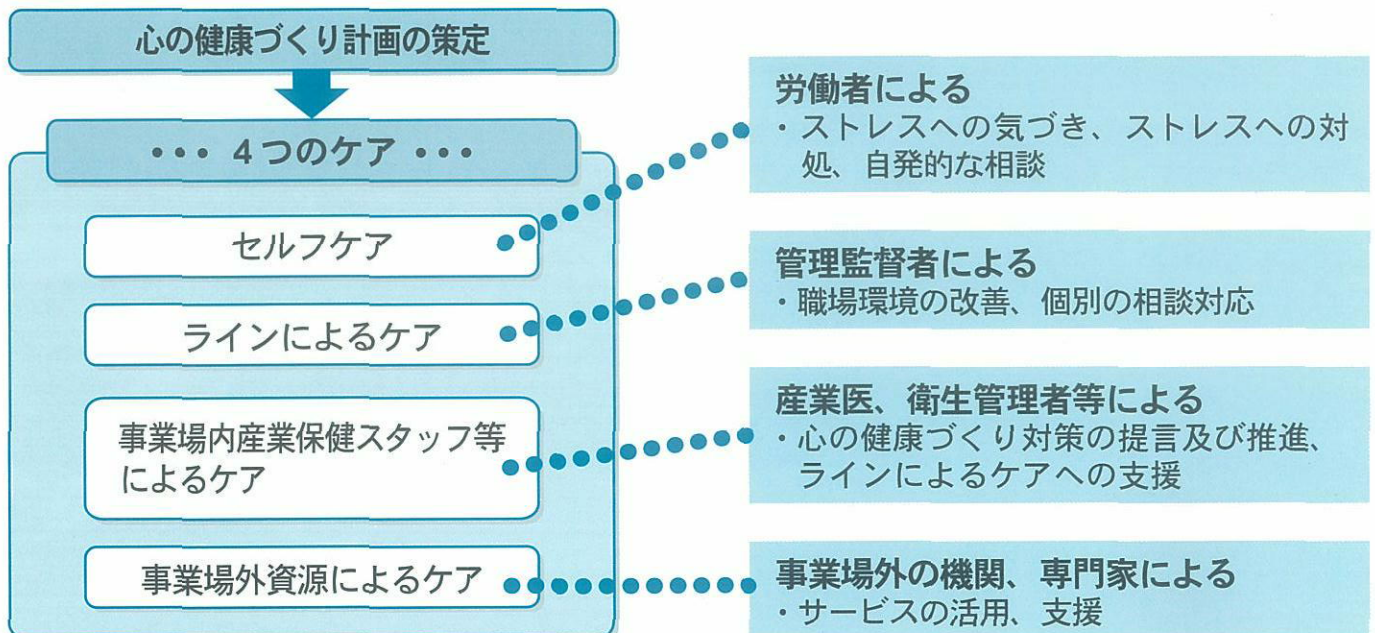 心の健康づくり計画の策定
・・・ 4つのケア ・・・
セルフケア
ラインによるケア
事業場内産業保健スタッフ等
によるケア
事業場外資源によるケア
労働者による
・ストレスへの気づき、ストレスへの対
処、自発的な相談
管理監督者による
・職場環境の改善、個別の相談対応
産業医、衛生管理者等による
・心の健康づくり対策の提言及び推進、
ラインによるケアへの支援
事業場外の機関、専門家による
・サービスの活用、支援